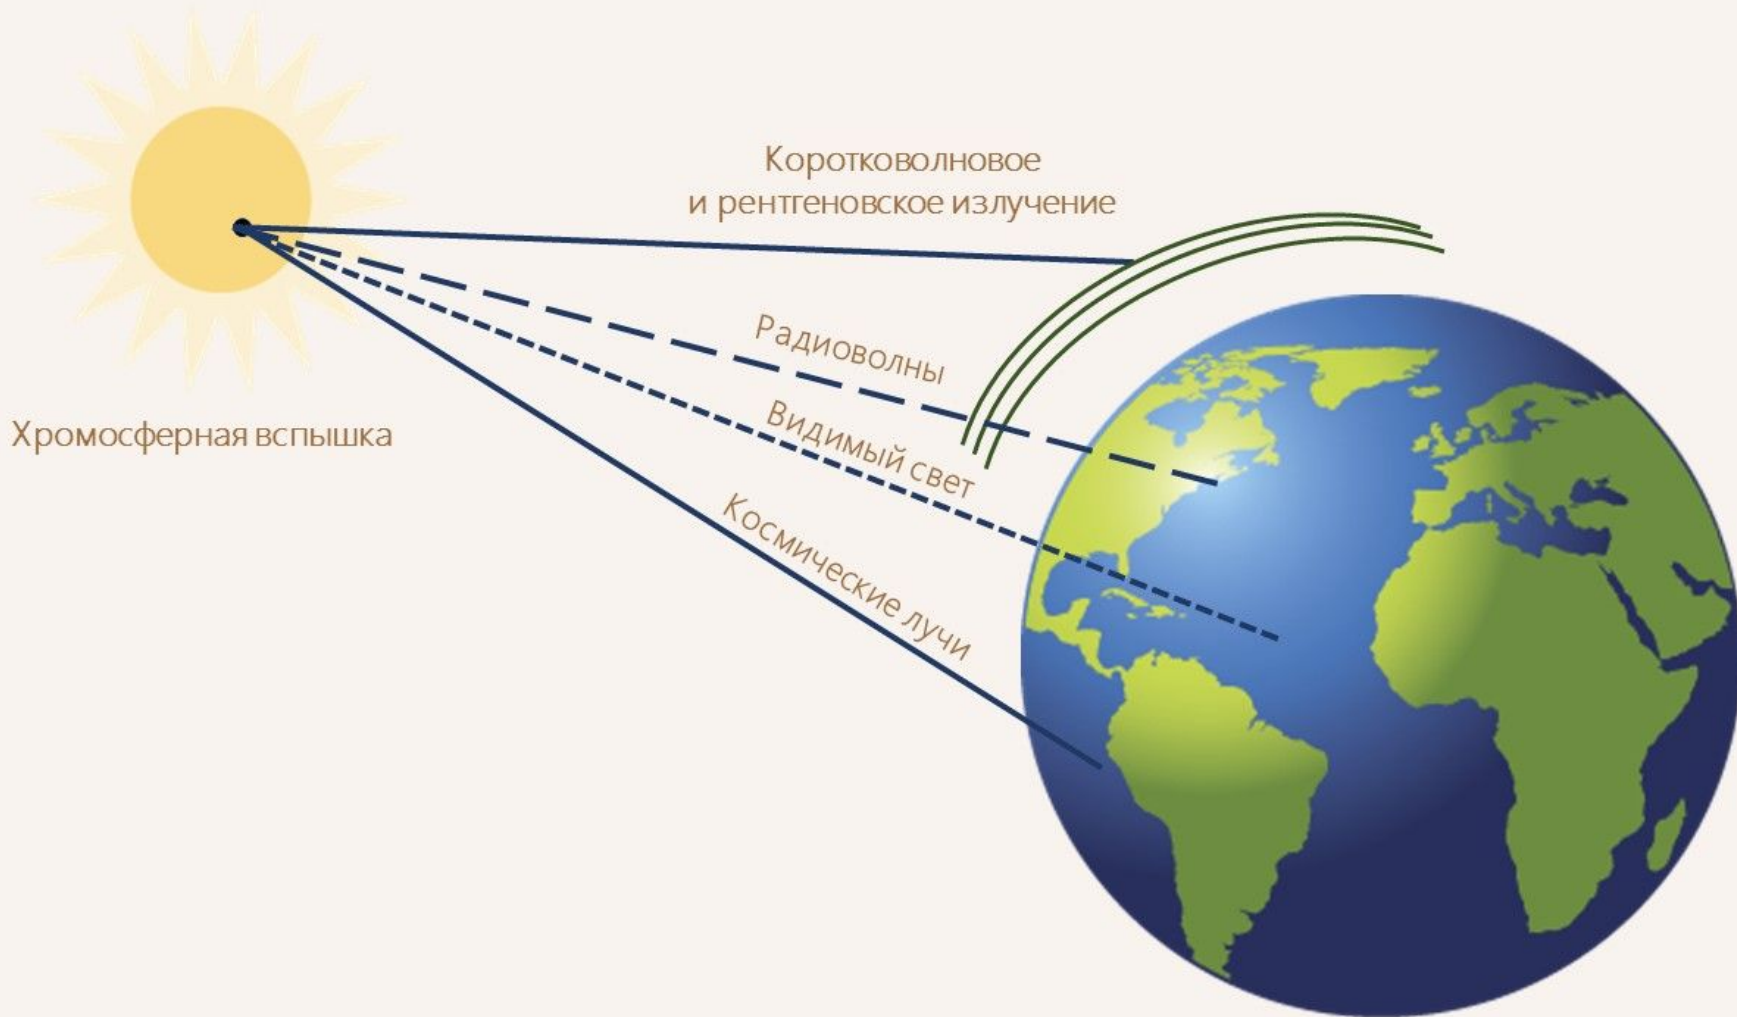 Коротковолновое
и рентгеновское излучение
Радиоволны
Видимый свет
Хромосферная вспышка
Космические лучи